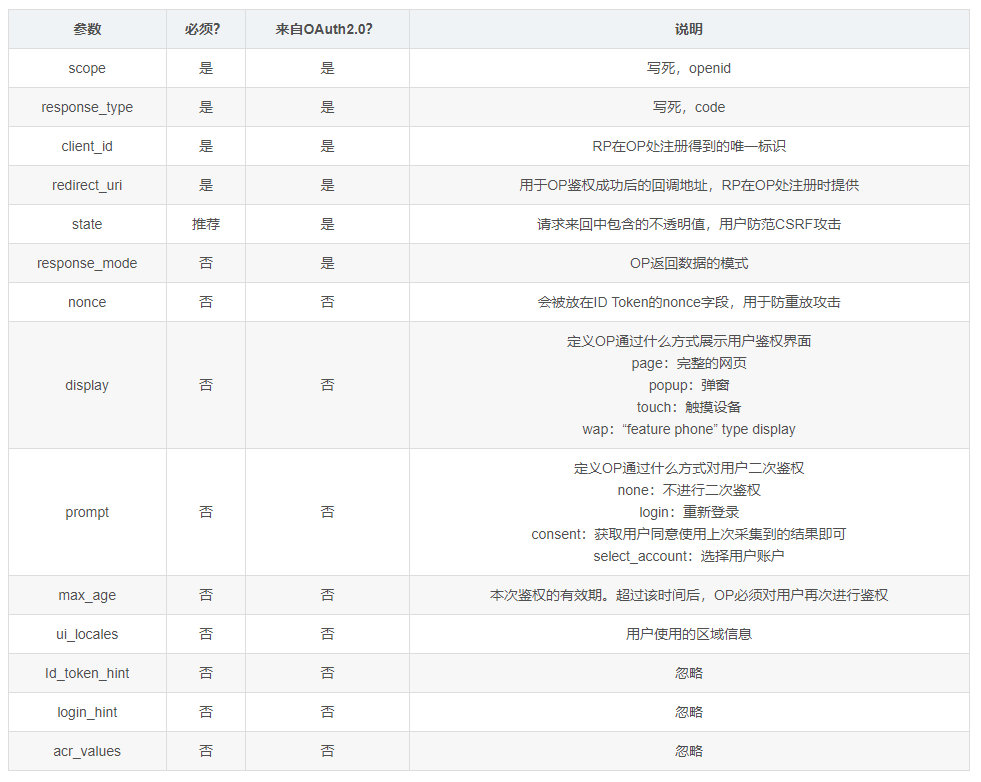 参数 必须? 来自OAuth2.0? 说明
scope 是 是 写死，openid
response_type 是 是 写死，code
client_id 是 是 RP在OP处注册得到的唯一标识
redirect_uri 是 是 用于OP鉴权成功后的回调地址，RP在OP处注册时提供
state 推荐 是 请求来回中包含的不透明值，用户防范CSRF攻击
response_mode 否 是 OP返回数据的模式
nonce 否 否 会被放在ID Token的nonce字段，用于防重放攻击
display 否 否 定义OP通过什么方式展示用户鉴权界面
page：完整的网页
popup：弹窗
touch：触摸设备
wap：“feature phone” type display
prompt 否 否 定义OP通过什么方式对用户二次鉴权
none：不进行二次鉴权
login：重新登录
consent：获取用户同意使用上次采集到的结果即可
select_account：选择用户账户
max_age 否 否 本次鉴权的有效期。超过该时间后，OP必须对用户再次进行鉴权
ui_locales 否 否 用户使用的区域信息
Id_token_hint 否 否 忽略
login_hint 否 否 忽略
acr_values 否 否 忽略